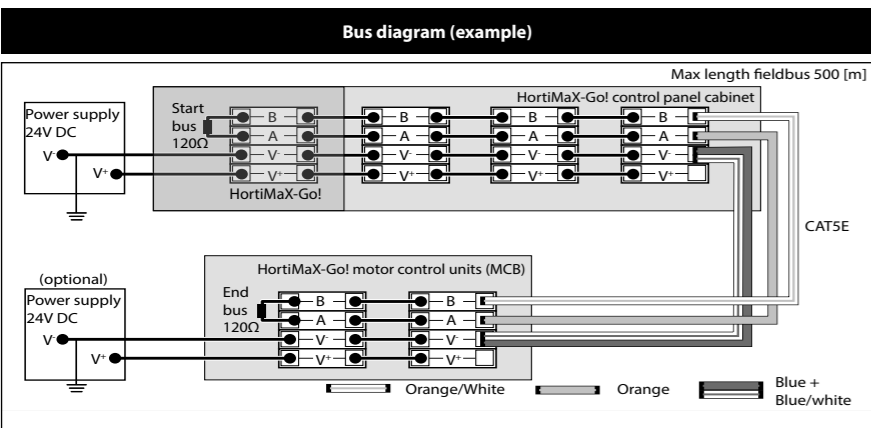 Bus diagram (example)
Max length fieldbus 500 [m]
HortiMaX-Go! control panel cabinet
Power supply
24V DC
V-
V+
Start
bus
120Ω
B B B B
A A A A
V- V- V- V-
V+ V+ V+ V+
HortiMaX-Go!
CAT5E
HortiMaX-Go! motor control units (MCB)
(optional)
Power supply
24V DC
V-
V+
End
bus
120Ω
B B
A A
V- V-
V+ V+
Orange/White
Orange
Blue +
Blue/white